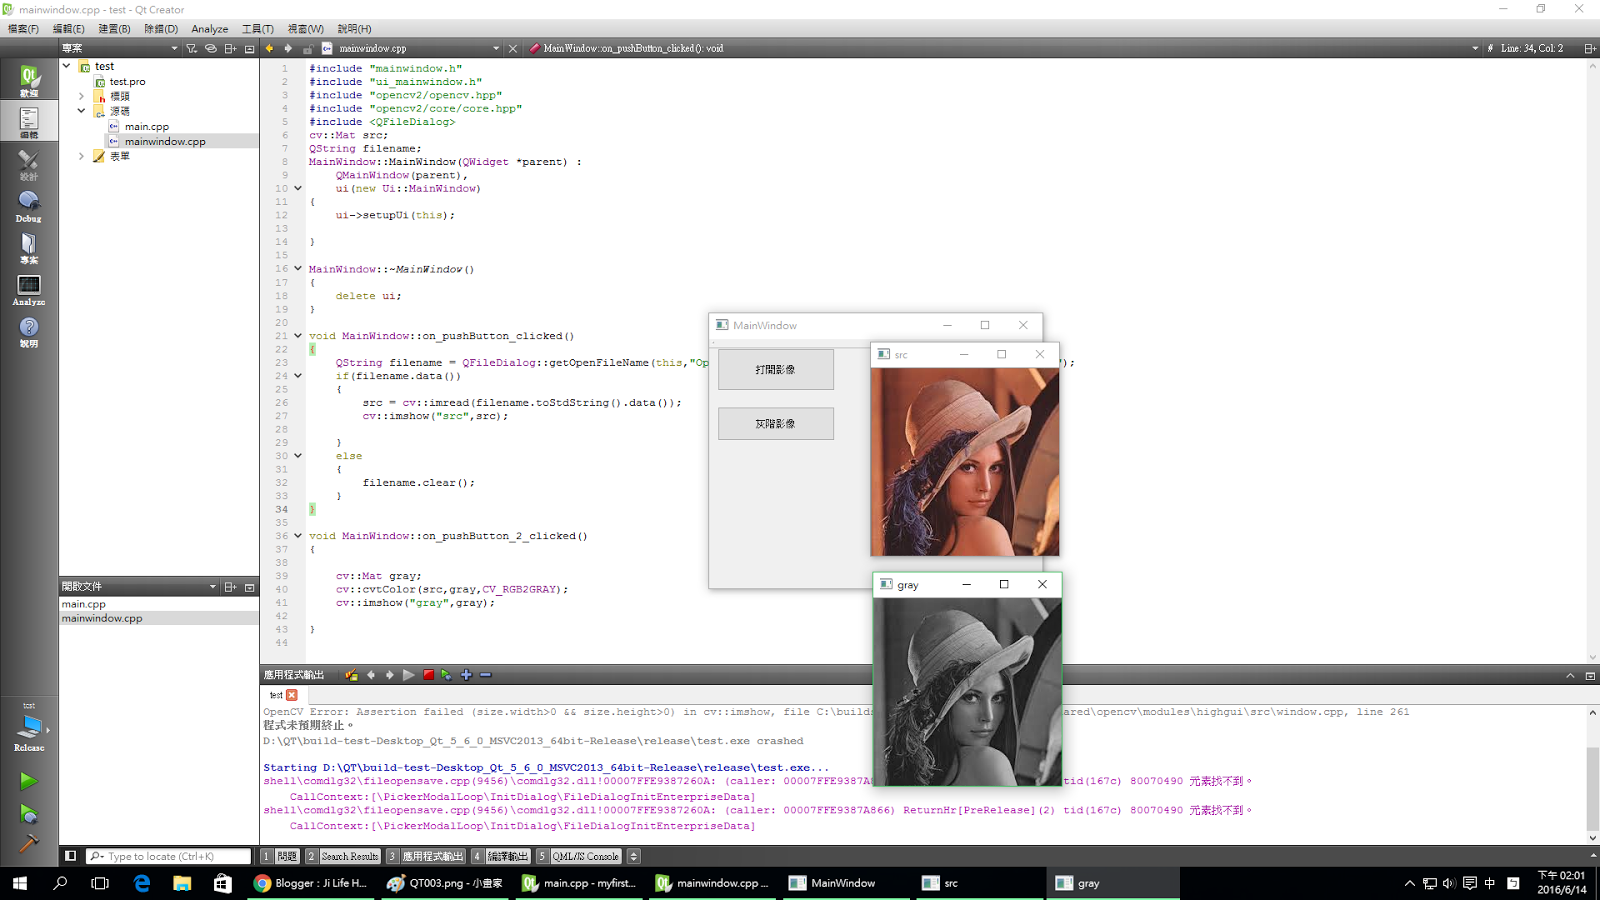 mainwindow.cpp - test - Qt Creator
檔案(F) 編輯(E) 建置(B) 除錯(D) Analyze 工具(T) 視窗(W) 說明(H)
專案
mainwindow.cpp
MainWindow::on_pushButton_clicked(): void
# Line: 34, Col: 2
歡迎
編輯
設計
Debug
專案
Analyze
說明
test
Release
test
test.pro
標頭
源碼
main.cpp
mainwindow.cpp
表單
開啟文件
main.cpp
mainwindow.cpp
1 #include "mainwindow.h"
2 #include "ui_mainwindow.h"
3 #include "opencv2/opencv.hpp"
4 #include "opencv2/core/core.hpp"
5 #include <QFileDialog>
6 cv::Mat src;
7 QString filename;
8 MainWindow::MainWindow(QWidget *parent) :
9 QMainWindow(parent),
10 ui(new Ui::MainWindow)
11 {
12 ui->setupUi(this);
13
14 }
15
16 MainWindow::~MainWindow()
17 {
18 delete ui;
19 }
20
21 void MainWindow::on_pushButton_clicked()
22 {
23 QString filename = QFileDialog::getOpenFileName(this,"Op ");
24 if(filename.data())
25 {
26 src = cv::imread(filename.toStdString().data());
27 cv::imshow("src",src);
28
29 }
30 else
31 {
32 filename.clear();
33 }
34 }
35
36 void MainWindow::on_pushButton_2_clicked()
37 {
38
39 cv::Mat gray;
40 cv::cvtColor(src,gray,CV_RGB2GRAY);
41 cv::imshow("gray",gray);
42
43 }
44
MainWindow
打開影像
灰階影像
src
gray
應用程式輸出
test
OpenCV Error: Assertion failed (size.width>0 && size.height>0) in cv::imshow, file C:\builds ared\opencv\modules\highgui\src\window.cpp, line 261
程式未預期終止。
D:\QT\build-test-Desktop_Qt_5_6_0_MSVC2013_64bit-Release\release\test.exe crashed
Starting D:\QT\build-test-Desktop_Qt_5_6_0_MSVC2013_64bit-Release\release\test.exe...
shell\comdlg32\fileopensave.cpp(9456)\comdlg32.dll!00007FFE9387260A: (caller: 00007FFE9387A8 tid(167c) 80070490 元素找不到。
CallContext:[\PickerModalLoop\InitDialog\FileDialogInitEnterpriseData]
shell\comdlg32\fileopensave.cpp(9456)\comdlg32.dll!00007FFE9387260A: (caller: 00007FFE9387A866) ReturnHr[PreRelease](2) tid(167c) 80070490 元素找不到。
CallContext:[\PickerModalLoop\InitDialog\FileDialogInitEnterpriseData]
Type to locate (Ctrl+K)
1 問題 2 Search Results 3 應用程式輸出 4 編譯輸出 5 QML/JS Console
Blogger : Ji Life H...
QT003.png - 小畫家
main.cpp - myfirst...
mainwindow.cpp ...
MainWindow
src
gray
中
下午 02:01
2016/6/14